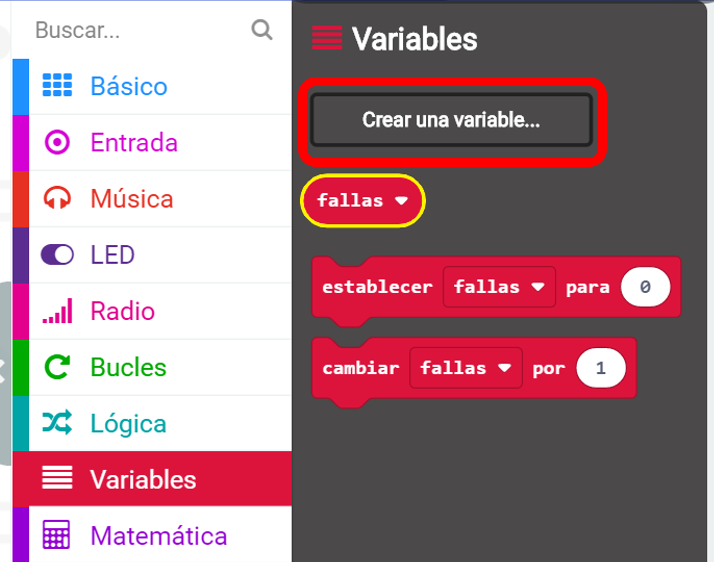 Buscar...
Básico
Entrada
Música
LED
Radio
Bucles
Lógica
Variables
Matemática
Variables
Crear una variable...
fallas
establecer fallas para 0
cambiar fallas por 1